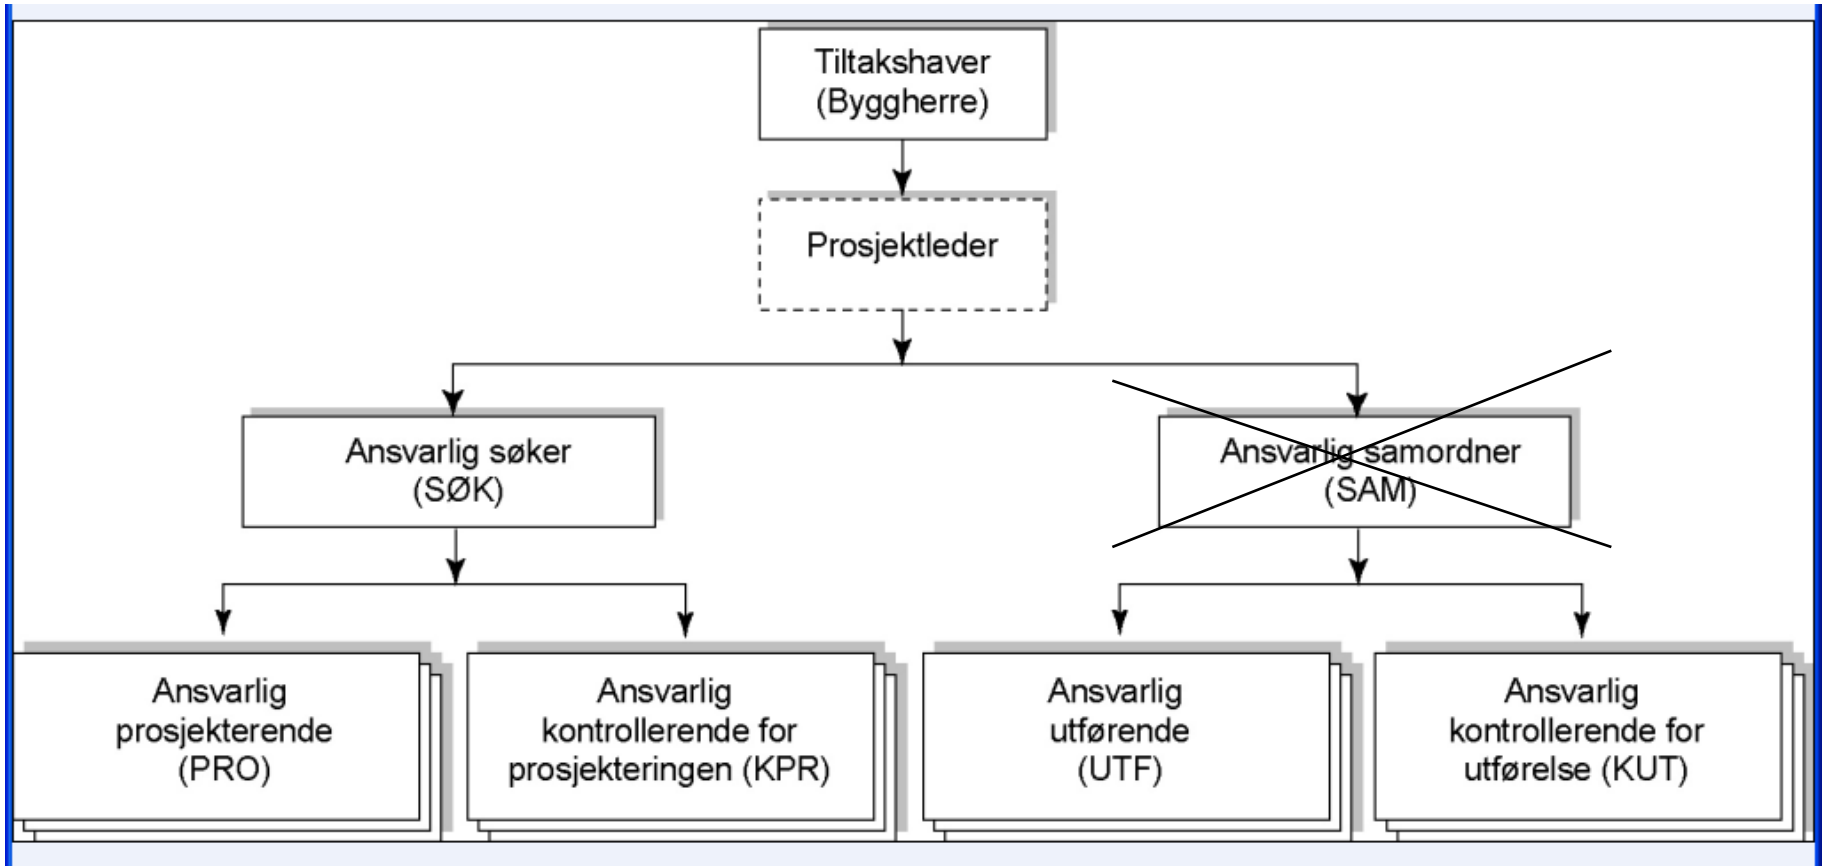 Tiltakshaver
(Byggherre)
Prosjektleder
Ansvarlig søker
(SØK)
Ansvarlig samordner
(SAM)
Ansvarlig
prosjekterende
(PRO)
Ansvarlig
kontrollerende for
prosjekteringen (KPR)
Ansvarlig
utførende
(UTF)
Ansvarlig
kontrollerende for
utførelse (KUT)